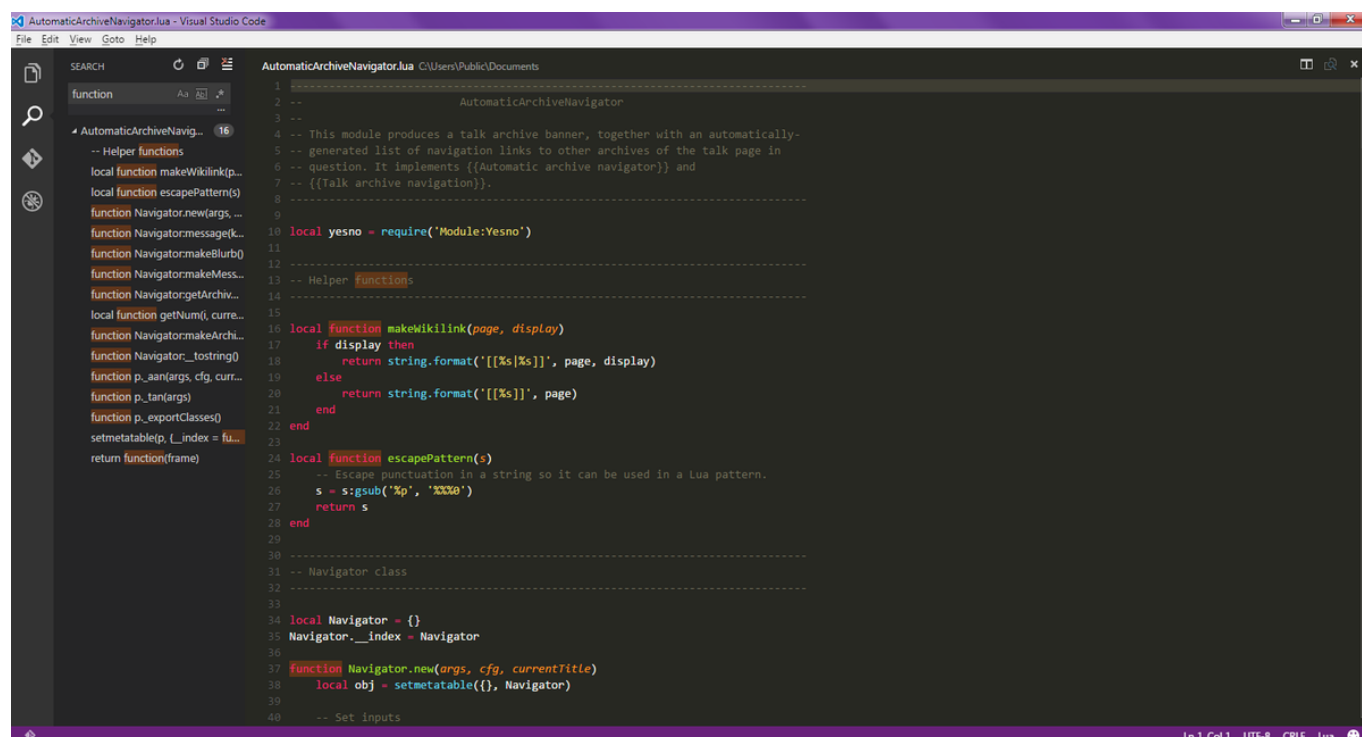 AutomaticArchiveNavigator.lua - Visual Studio Code
File Edit View Goto Help
SEARCH
function
Aa Ab| .*
...
AutomaticArchiveNavig... 16
-- Helper functions
local function makeWikilink(p...
local function escapePattern(s)
function Navigator.new(args, ...
function Navigator:message(k...
function Navigator:makeBlurb()
function Navigator:makeMess...
function Navigator:getArchiv...
local function getNum(i, curre...
function Navigator:makeArchi...
function Navigator:__tostring()
function p._aan(args, cfg, curr...
function p._tan(args)
function p._exportClasses()
setmetatable(p, {__index = fu...
return function(frame)
AutomaticArchiveNavigator.lua C:\Users\Public\Documents
1 -------------------------------------------------------------------------------
2 -- AutomaticArchiveNavigator
3 --
4 -- This module produces a talk archive banner, together with an automatically-
5 -- generated list of navigation links to other archives of the talk page in
6 -- question. It implements {{Automatic archive navigator}} and
7 -- {{Talk archive navigation}}.
8 -------------------------------------------------------------------------------
9
10 local yesno = require('Module:Yesno')
11
12 -------------------------------------------------------------------------------
13 -- Helper functions
14 -------------------------------------------------------------------------------
15
16 local function makeWikilink(page, display)
17 if display then
18 return string.format('[[%s|%s]]', page, display)
19 else
20 return string.format('[[%s]]', page)
21 end
22 end
23
24 local function escapePattern(s)
25 -- Escape punctuation in a string so it can be used in a Lua pattern.
26 s = s:gsub('%p', '%%%0')
27 return s
28 end
29
30 -------------------------------------------------------------------------------
31 -- Navigator class
32 -------------------------------------------------------------------------------
33
34 local Navigator = {}
35 Navigator.__index = Navigator
36
37 function Navigator.new(args, cfg, currentTitle)
38 local obj = setmetatable({}, Navigator)
39
40 -- Set inputs
Ln 1, Col 1 UTF-8 CRLF Lua